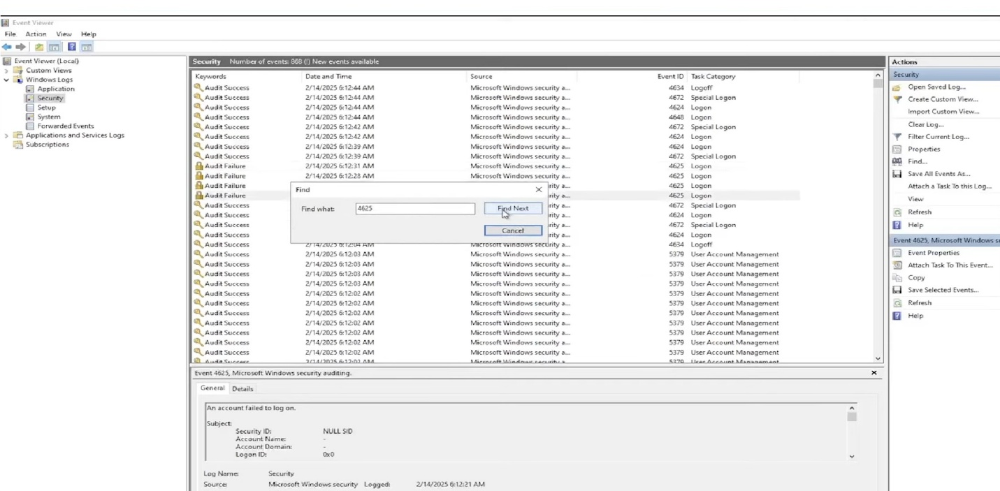 Event Viewer
File Action View Help
Event Viewer (Local)
Custom Views
Windows Logs
Application
Security
Setup
System
Forwarded Events
Applications and Services Logs
Subscriptions
Security Number of events: 868 (!) New events available
Keywords Date and Time Source Event ID Task Category
Audit Success 2/14/2025 6:12:44 AM Microsoft Windows security a... 4634 Logoff
Audit Success 2/14/2025 6:12:44 AM Microsoft Windows security a... 4672 Special Logon
Audit Success 2/14/2025 6:12:44 AM Microsoft Windows security a... 4624 Logon
Audit Success 2/14/2025 6:12:44 AM Microsoft Windows security a... 4648 Logon
Audit Success 2/14/2025 6:12:42 AM Microsoft Windows security a... 4672 Special Logon
Audit Success 2/14/2025 6:12:42 AM Microsoft Windows security a... 4624 Logon
Audit Success 2/14/2025 6:12:39 AM Microsoft Windows security a... 4624 Logon
Audit Success 2/14/2025 6:12:39 AM Microsoft Windows security a... 4672 Special Logon
Audit Failure 2/14/2025 6:12:31 AM Microsoft Windows security a... 4625 Logon
Audit Failure 2/14/2025 6:12:28 AM Microsoft Windows security a... 4625 Logon
Audit Failure rity a... 4625 Logon
Audit Failure rity a... 4625 Logon
Audit Success rity a... 4672 Special Logon
Audit Success rity a... 4624 Logon
Audit Success rity a... 4672 Special Logon
Audit Success rity a... 4624 Logon
Audit Success 2/14/2025 6:12:04 AM Microsoft Windows security a... 4634 Logoff
Audit Success 2/14/2025 6:12:03 AM Microsoft Windows security a... 5379 User Account Management
Audit Success 2/14/2025 6:12:03 AM Microsoft Windows security a... 5379 User Account Management
Audit Success 2/14/2025 6:12:03 AM Microsoft Windows security a... 5379 User Account Management
Audit Success 2/14/2025 6:12:03 AM Microsoft Windows security a... 5379 User Account Management
Audit Success 2/14/2025 6:12:02 AM Microsoft Windows security a... 5379 User Account Management
Audit Success 2/14/2025 6:12:02 AM Microsoft Windows security a... 5379 User Account Management
Audit Success 2/14/2025 6:12:02 AM Microsoft Windows security a... 5379 User Account Management
Audit Success 2/14/2025 6:12:02 AM Microsoft Windows security a... 5379 User Account Management
Audit Success 2/14/2025 6:12:02 AM Microsoft Windows security a... 5379 User Account Management
Audit Success 2/14/2025 6:12:02 AM Microsoft Windows security a... 5379 User Account Management
Audit Success 2/14/2025 6:12:02 AM Microsoft Windows security a... 5379 User Account Management
Audit Success 2/14/2025 6:12:02 AM Microsoft Windows security a... 5379 User Account Management
Find
Find what: 4625 Find Next
Cancel
Event 4625, Microsoft Windows security auditing.
General Details
An account failed to log on.
Subject:
Security ID: NULL SID
Account Name: -
Account Domain: -
Logon ID: 0x0
Log Name: Security
Source: Microsoft Windows security Logged: 2/14/2025 6:12:21 AM
Actions
Security
Open Saved Log...
Create Custom View...
Import Custom View...
Clear Log...
Filter Current Log...
Properties
Find...
Save All Events As...
Attach a Task To this Log...
View
Refresh
Help
Event 4625, Microsoft Windows se
Event Properties
Attach Task To This Event...
Copy
Save Selected Events...
Refresh
Help